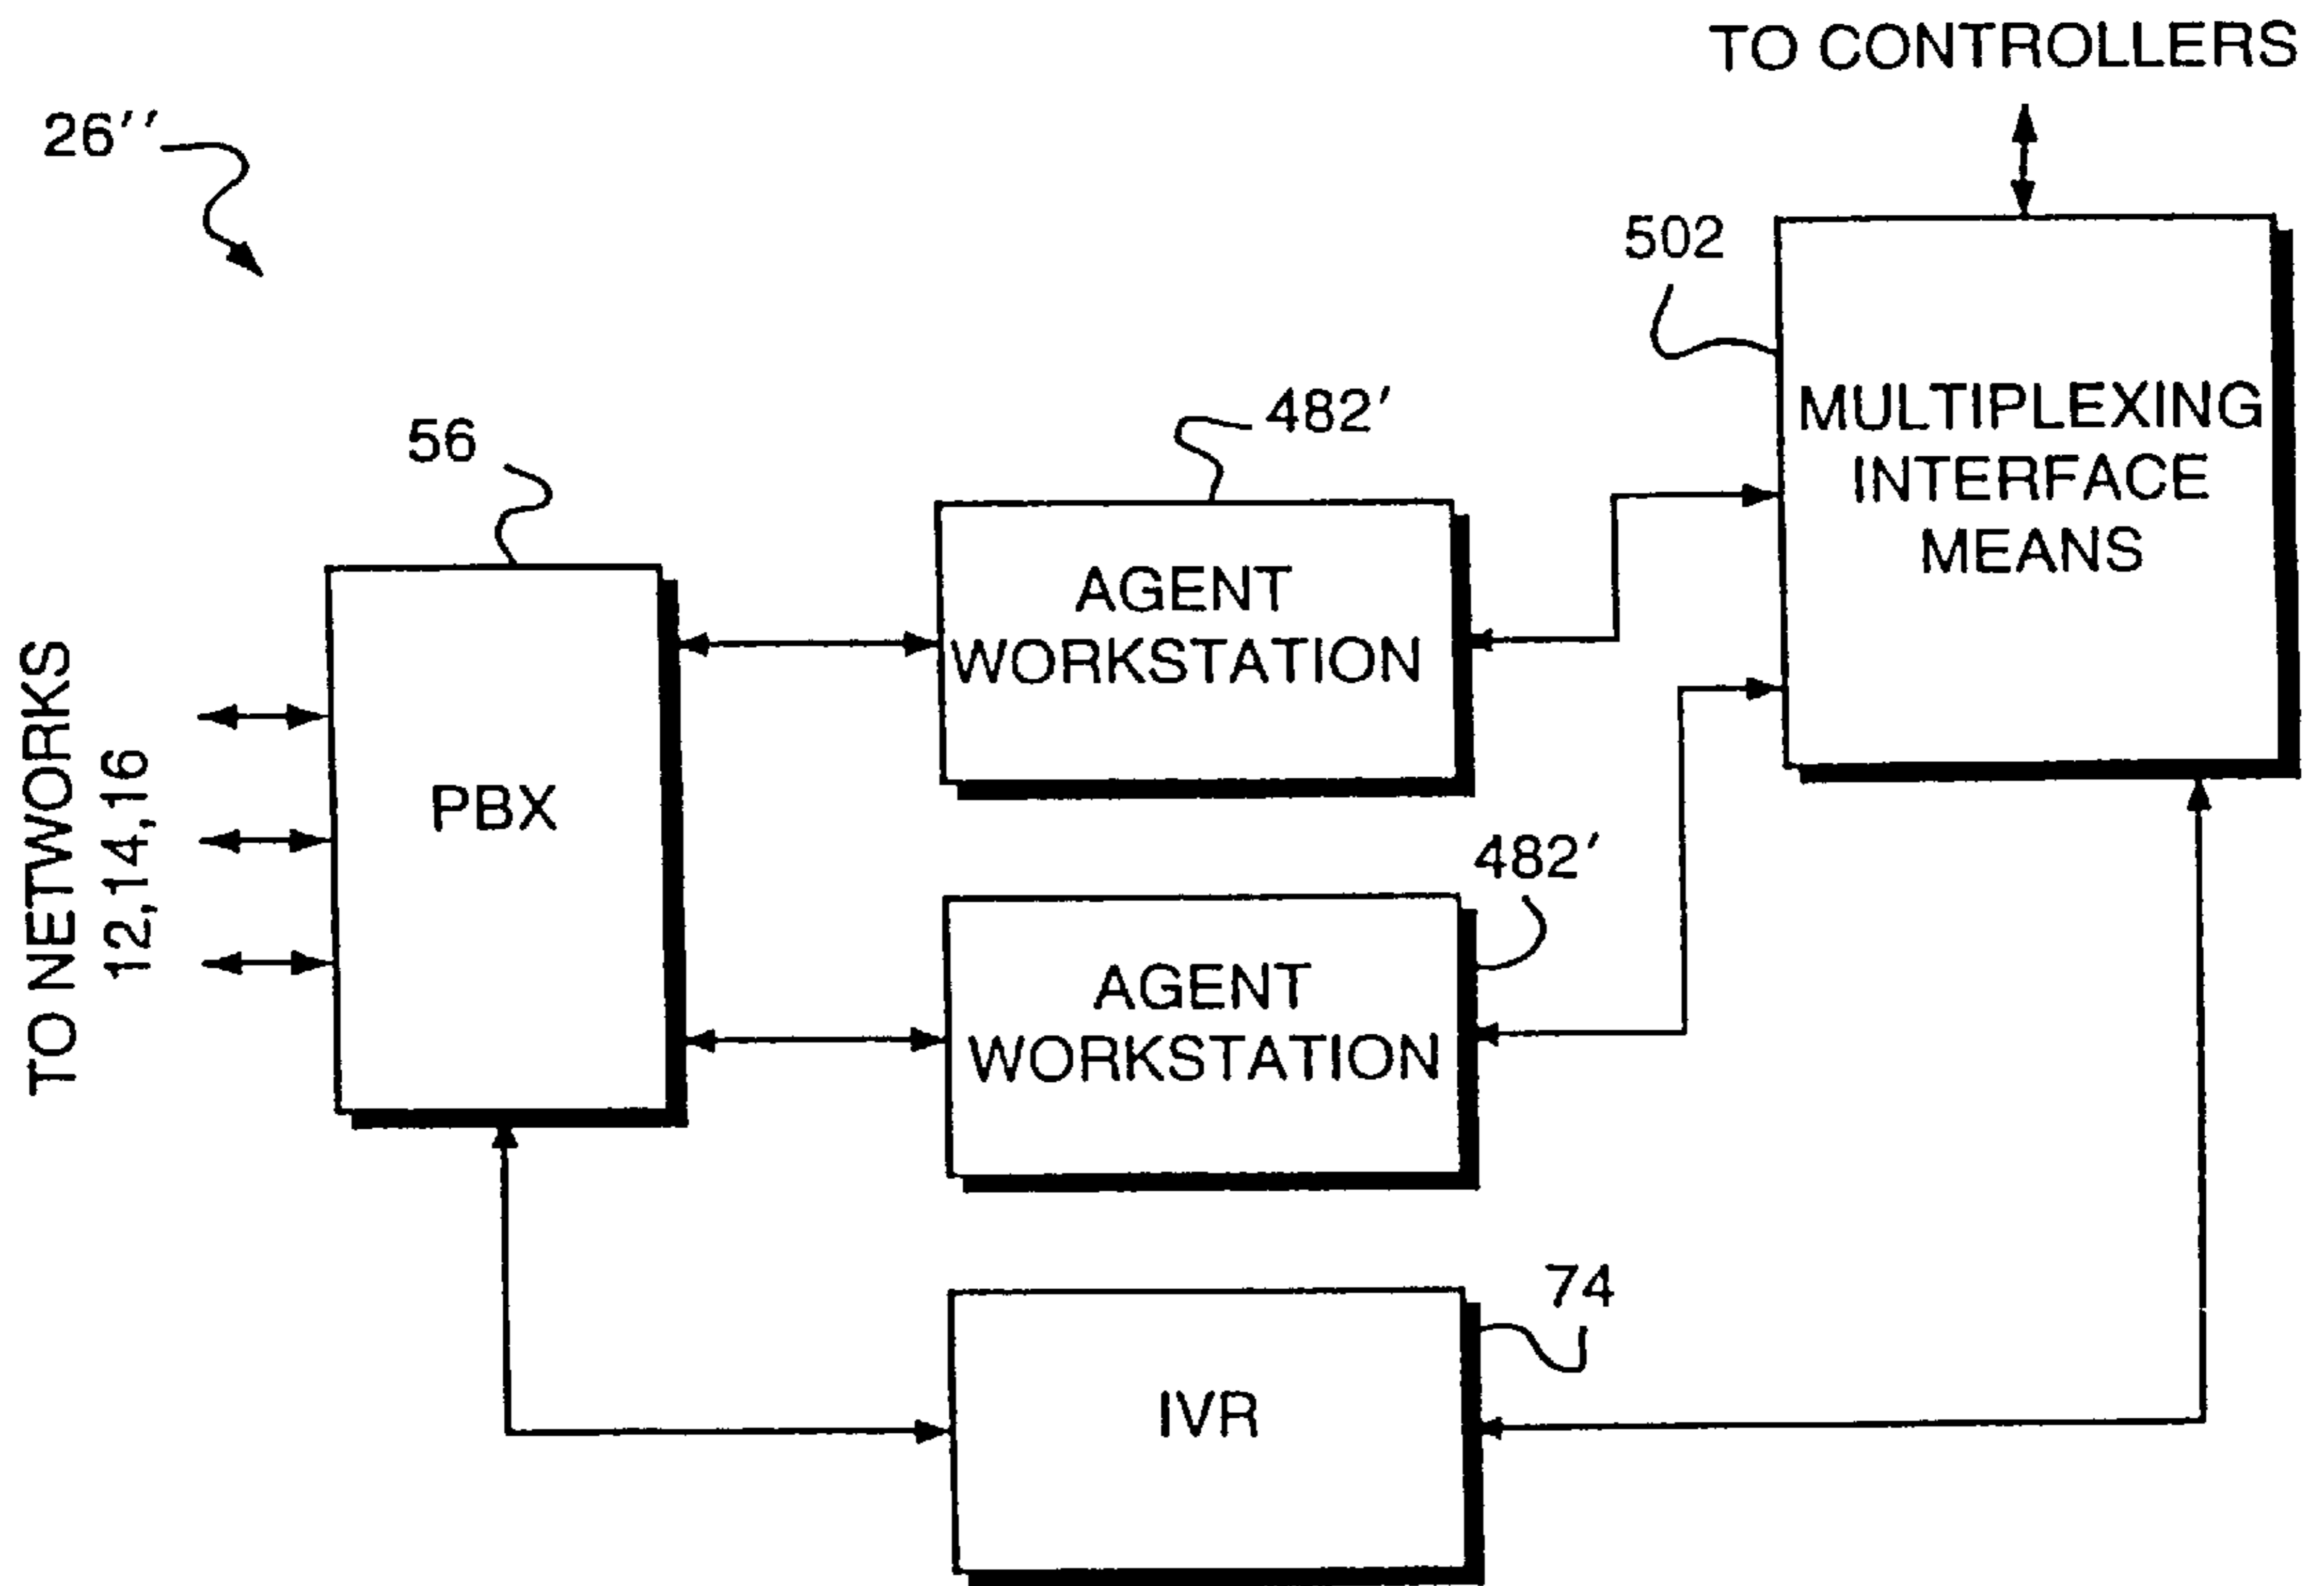 TO CONTROLLERS
26''
502
MULTIPLEXING
INTERFACE
MEANS
482'
56
AGENT
WORKSTATION
TO NETWORKS
12,14,16
PBX
482'
AGENT
WORKSTATION
74
IVR